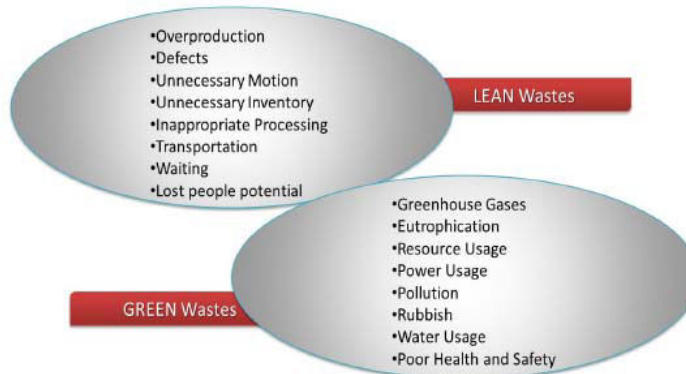 •Overproduction
•Defects
•Unnecessary Motion
•Unnecessary Inventory
•Inappropriate Processing
•Transportation
•Waiting
•Lost people potential
LEAN Wastes
•Greenhouse Gases
•Eutrophication
•Resource Usage
•Power Usage
•Pollution
•Rubbish
•Water Usage
•Poor Health and Safety
GREEN Wastes